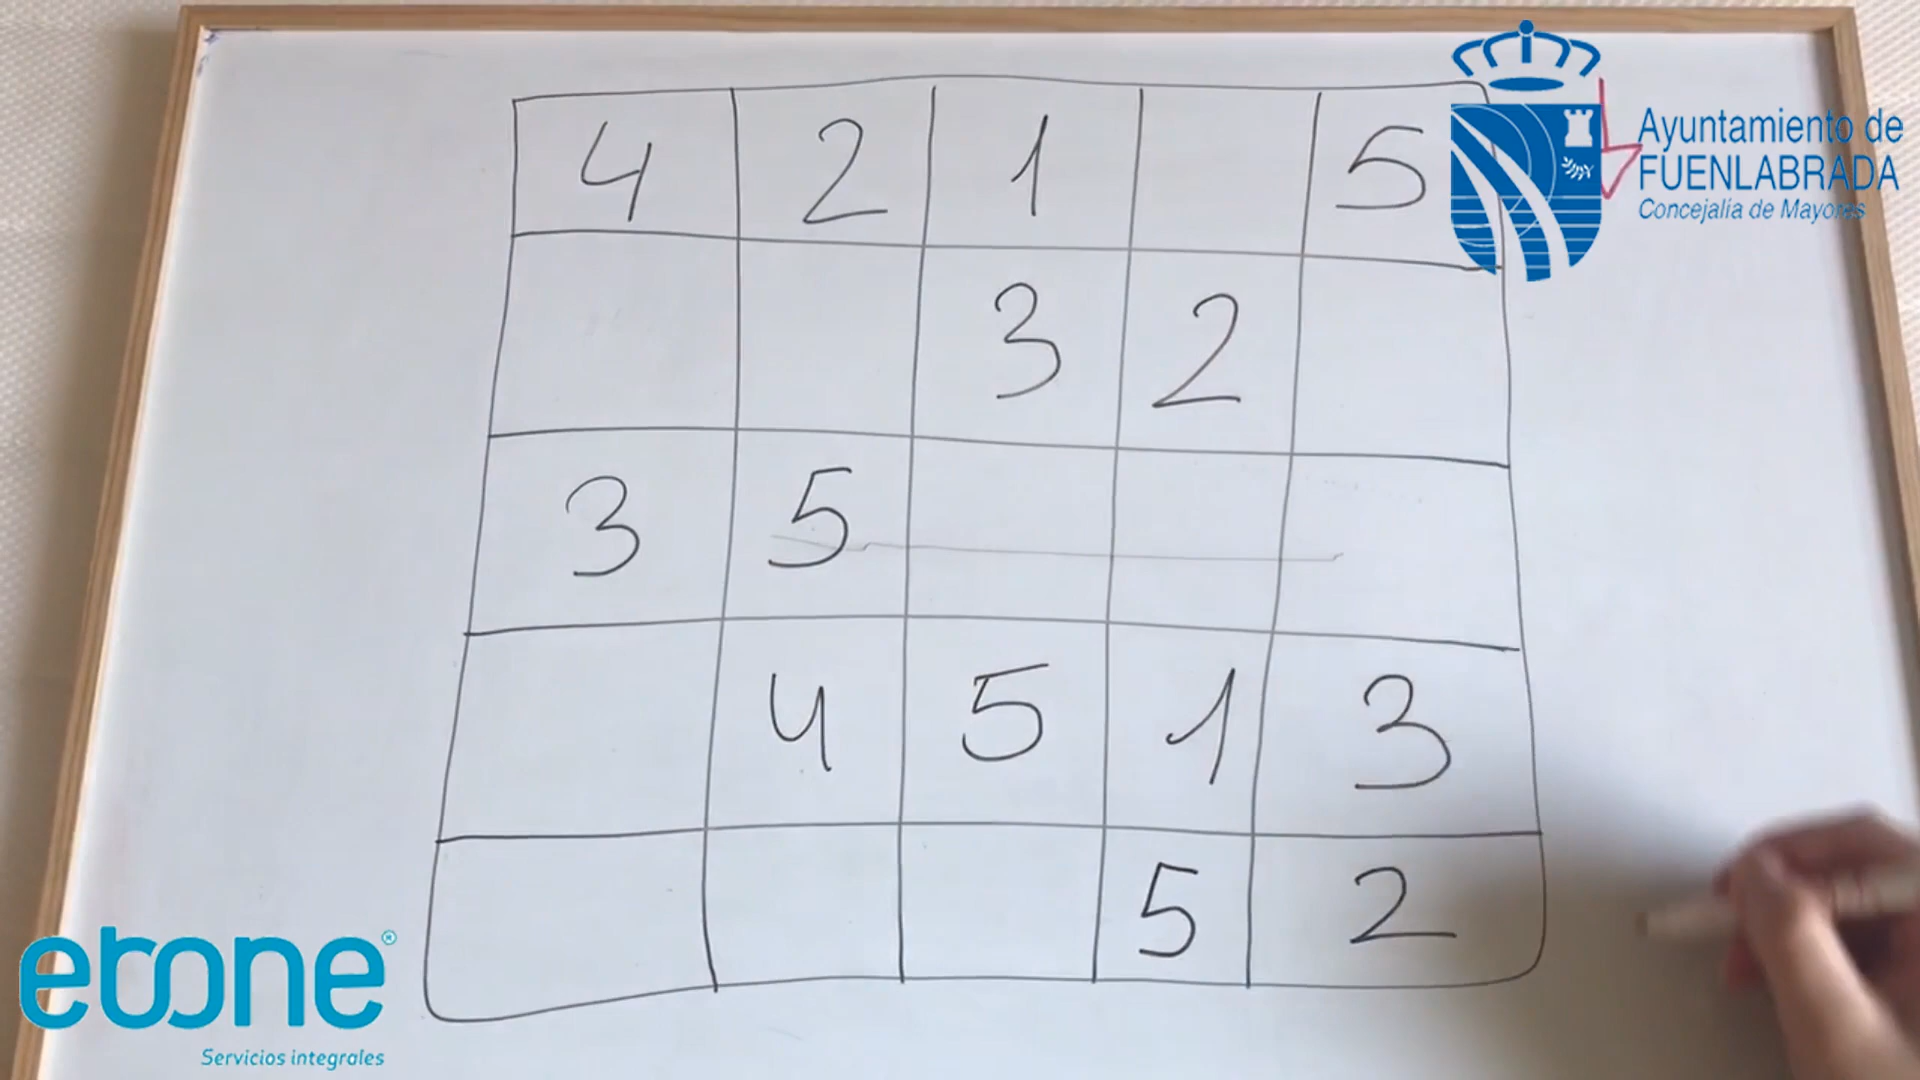 4 2 1 5
3 2
3 5
4 5 1 3
5 2
Ayuntamiento de
FUENLABRADA
Concejalía de Mayores
etone®
Servicios integrales